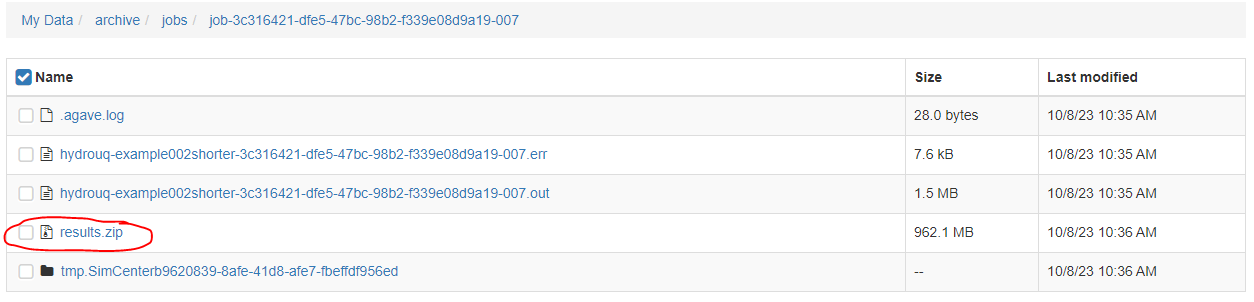 My Data / archive / jobs / job-3c316421-dfe5-47bc-98b2-f339e08d9a19-007
Name Size Last modified
.agave.log 28.0 bytes 10/8/23 10:35 AM
hydrouq-example002shorter-3c316421-dfe5-47bc-98b2-f339e08d9a19-007.err 7.6 kB 10/8/23 10:35 AM
hydrouq-example002shorter-3c316421-dfe5-47bc-98b2-f339e08d9a19-007.out 1.5 MB 10/8/23 10:35 AM
results.zip 962.1 MB 10/8/23 10:36 AM
tmp.SimCenterb9620839-8afe-41d8-afe7-fbeffdf956ed -- 10/8/23 10:36 AM